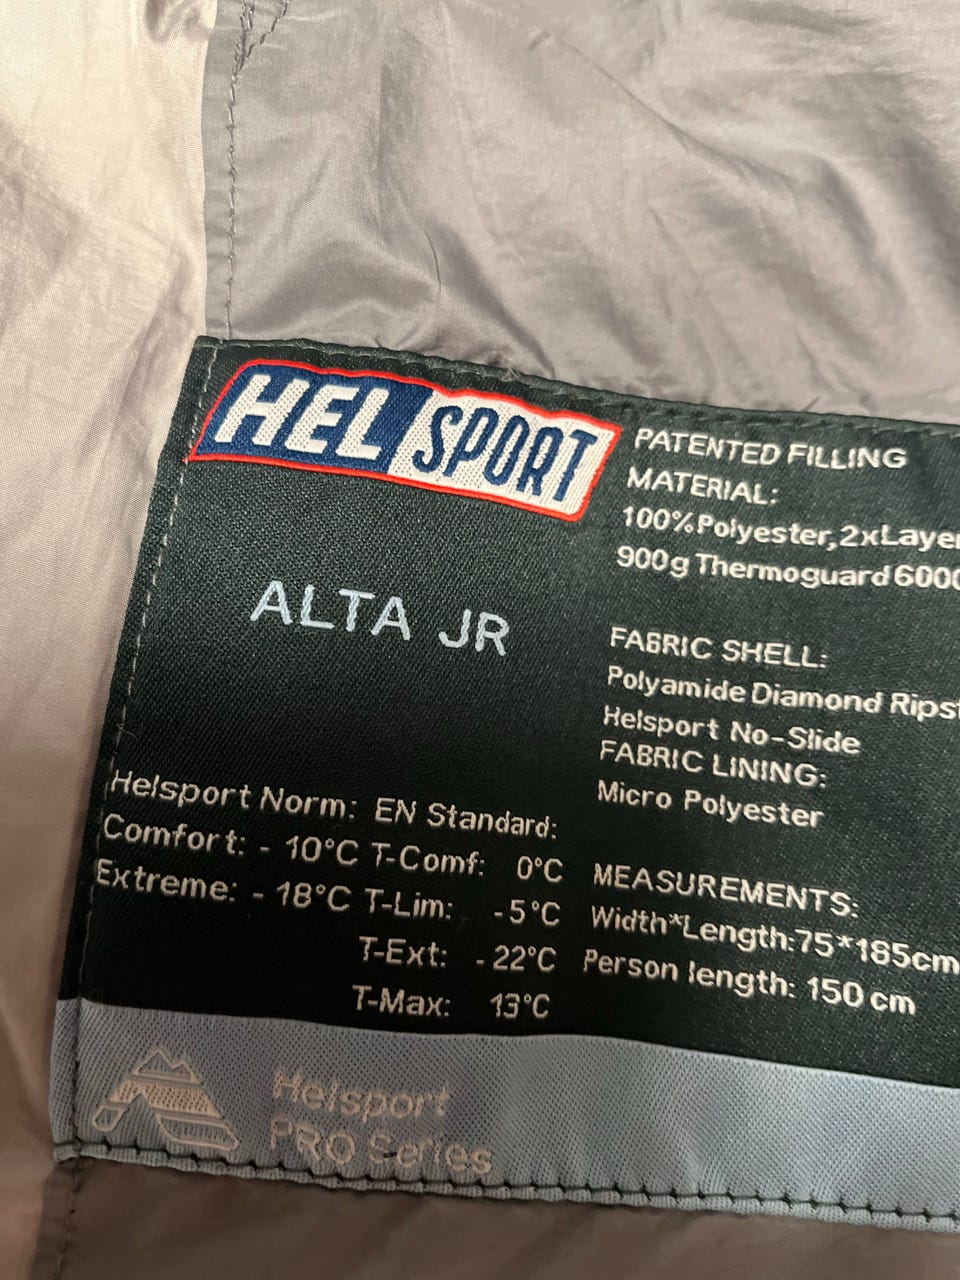 HEL SPORT
ALTA JR
Helsport Norm: EN Standard:
Comfort: - 10°C T-Comf: 0°C
Extreme: - 18°C T-Lim: -5°C
T-Ext: - 22°C
T-Max: 13°C
PATENTED FILLING
MATERIAL:
100%Polyester,2xLayer
900g Thermoguard
FABRIC SHELL:
Polyamide Diamond
Helsport No-Slide
FABRIC LINING:
Micro Polyester
MEASUREMENTS:
Width*Length:75*185cm
Person length: 150 cm
Helsport
PRO Series